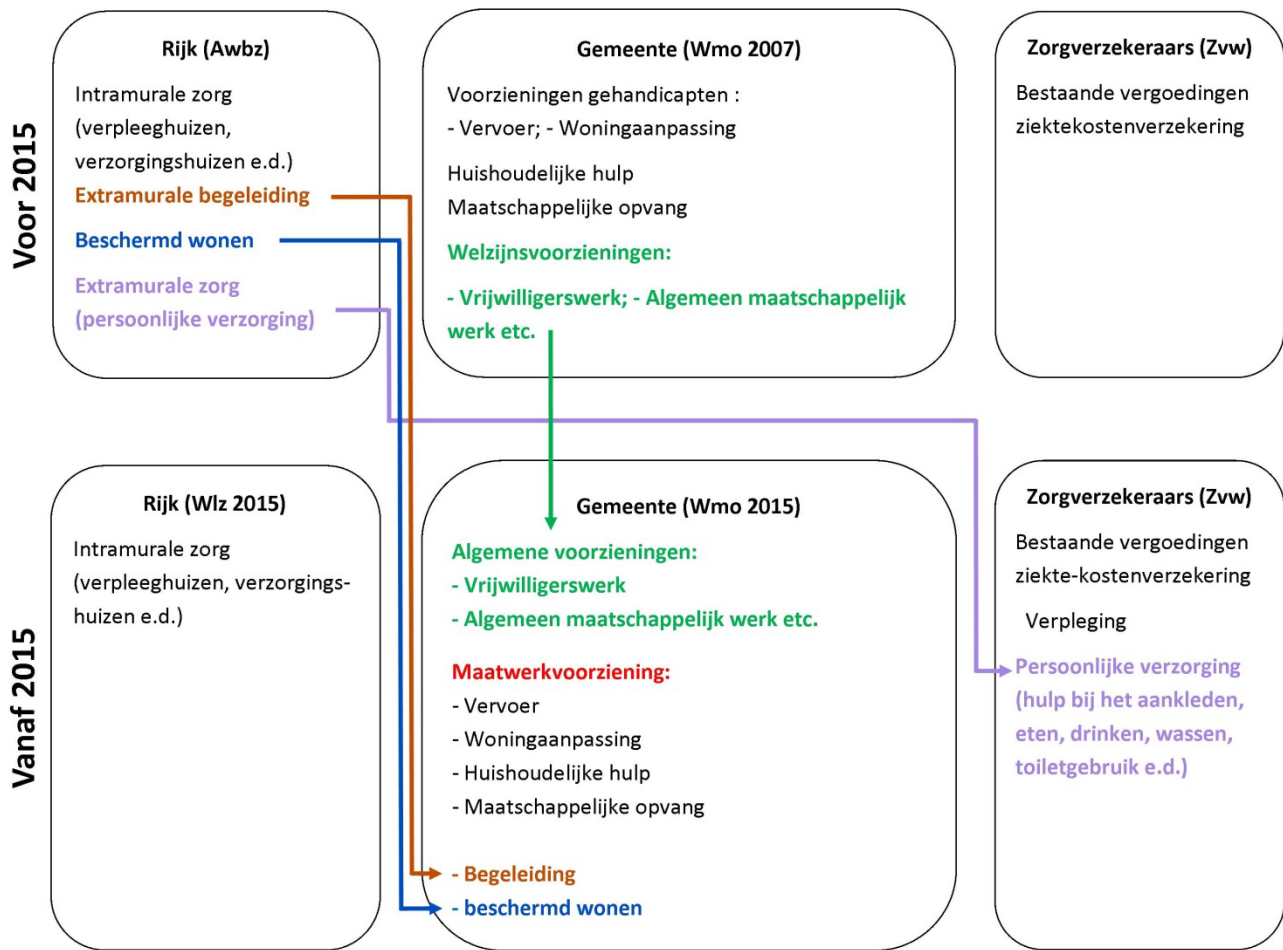 Voor 2015
Rijk (Awbz)
Intramurale zorg
(verpleeghuizen,
verzorgingshuizen e.d.)
Extramurale begeleiding
Beschermd wonen
Extramurale zorg
(persoonlijke verzorging)
Gemeente (Wmo 2007)
Voorzieningen gehandicapten :
- Vervoer; - Woningaanpassing
Huishoudelijke hulp
Maatschappelijke opvang
Welzijnsvoorzieningen:
- Vrijwilligerswerk; - Algemeen maatschappelijk
werk etc.
Zorgverzekeraars (Zvw)
Bestaande vergoedingen
ziektekostenverzekering
Vanaf 2015
Rijk (Wlz 2015)
Intramurale zorg
(verpleeghuizen, verzorgings-
huizen e.d.)
Gemeente (Wmo 2015)
Algemene voorzieningen:
- Vrijwilligerswerk
- Algemeen maatschappelijk werk etc.
Maatwerkvoorziening:
- Vervoer
- Woningaanpassing
- Huishoudelijke hulp
- Maatschappelijke opvang
- Begeleiding
- beschermd wonen
Zorgverzekeraars (Zvw)
Bestaande vergoedingen
ziekte-kostenverzekering
Verpleging
Persoonlijke verzorging
(hulp bij het aankleden,
eten, drinken, wassen,
toiletgebruik e.d.)